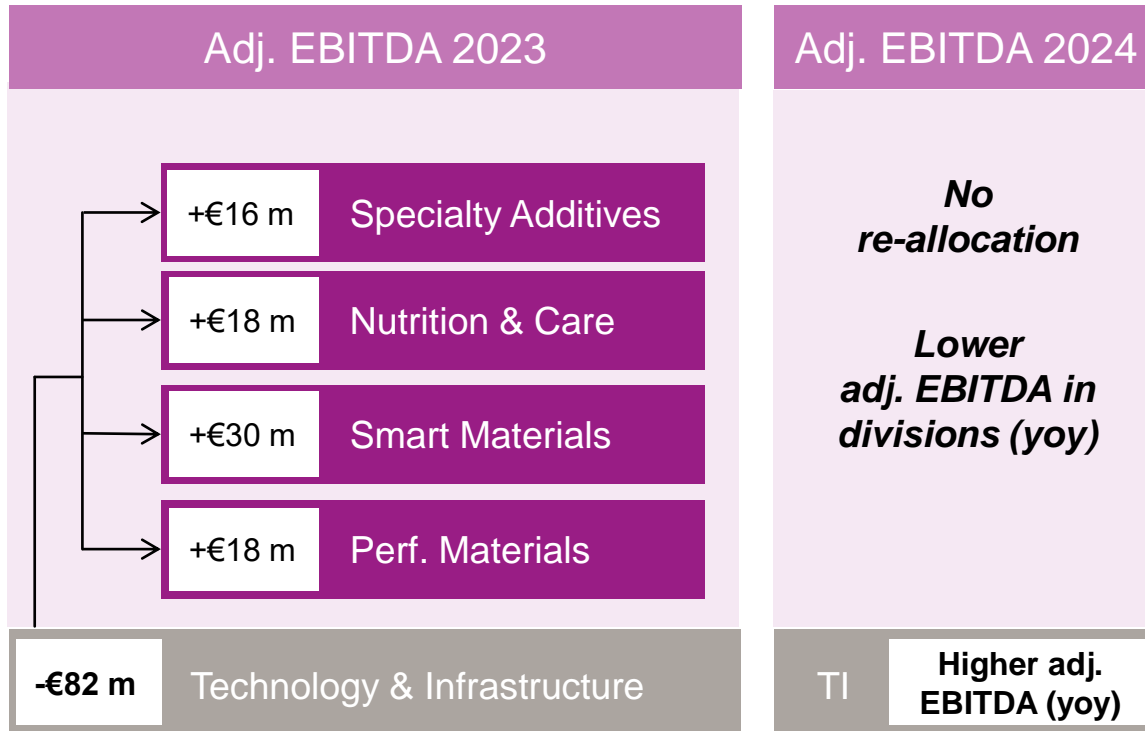 Adj. EBITDA 2023
+€16 m Specialty Additives
+€18 m Nutrition & Care
+€30 m Smart Materials
+€18 m Perf. Materials
-€82 m Technology & Infrastructure
Adj. EBITDA 2024
No
re-allocation
Lower
adj. EBITDA in
divisions (yoy)
TI
Higher adj.
EBITDA (yoy)